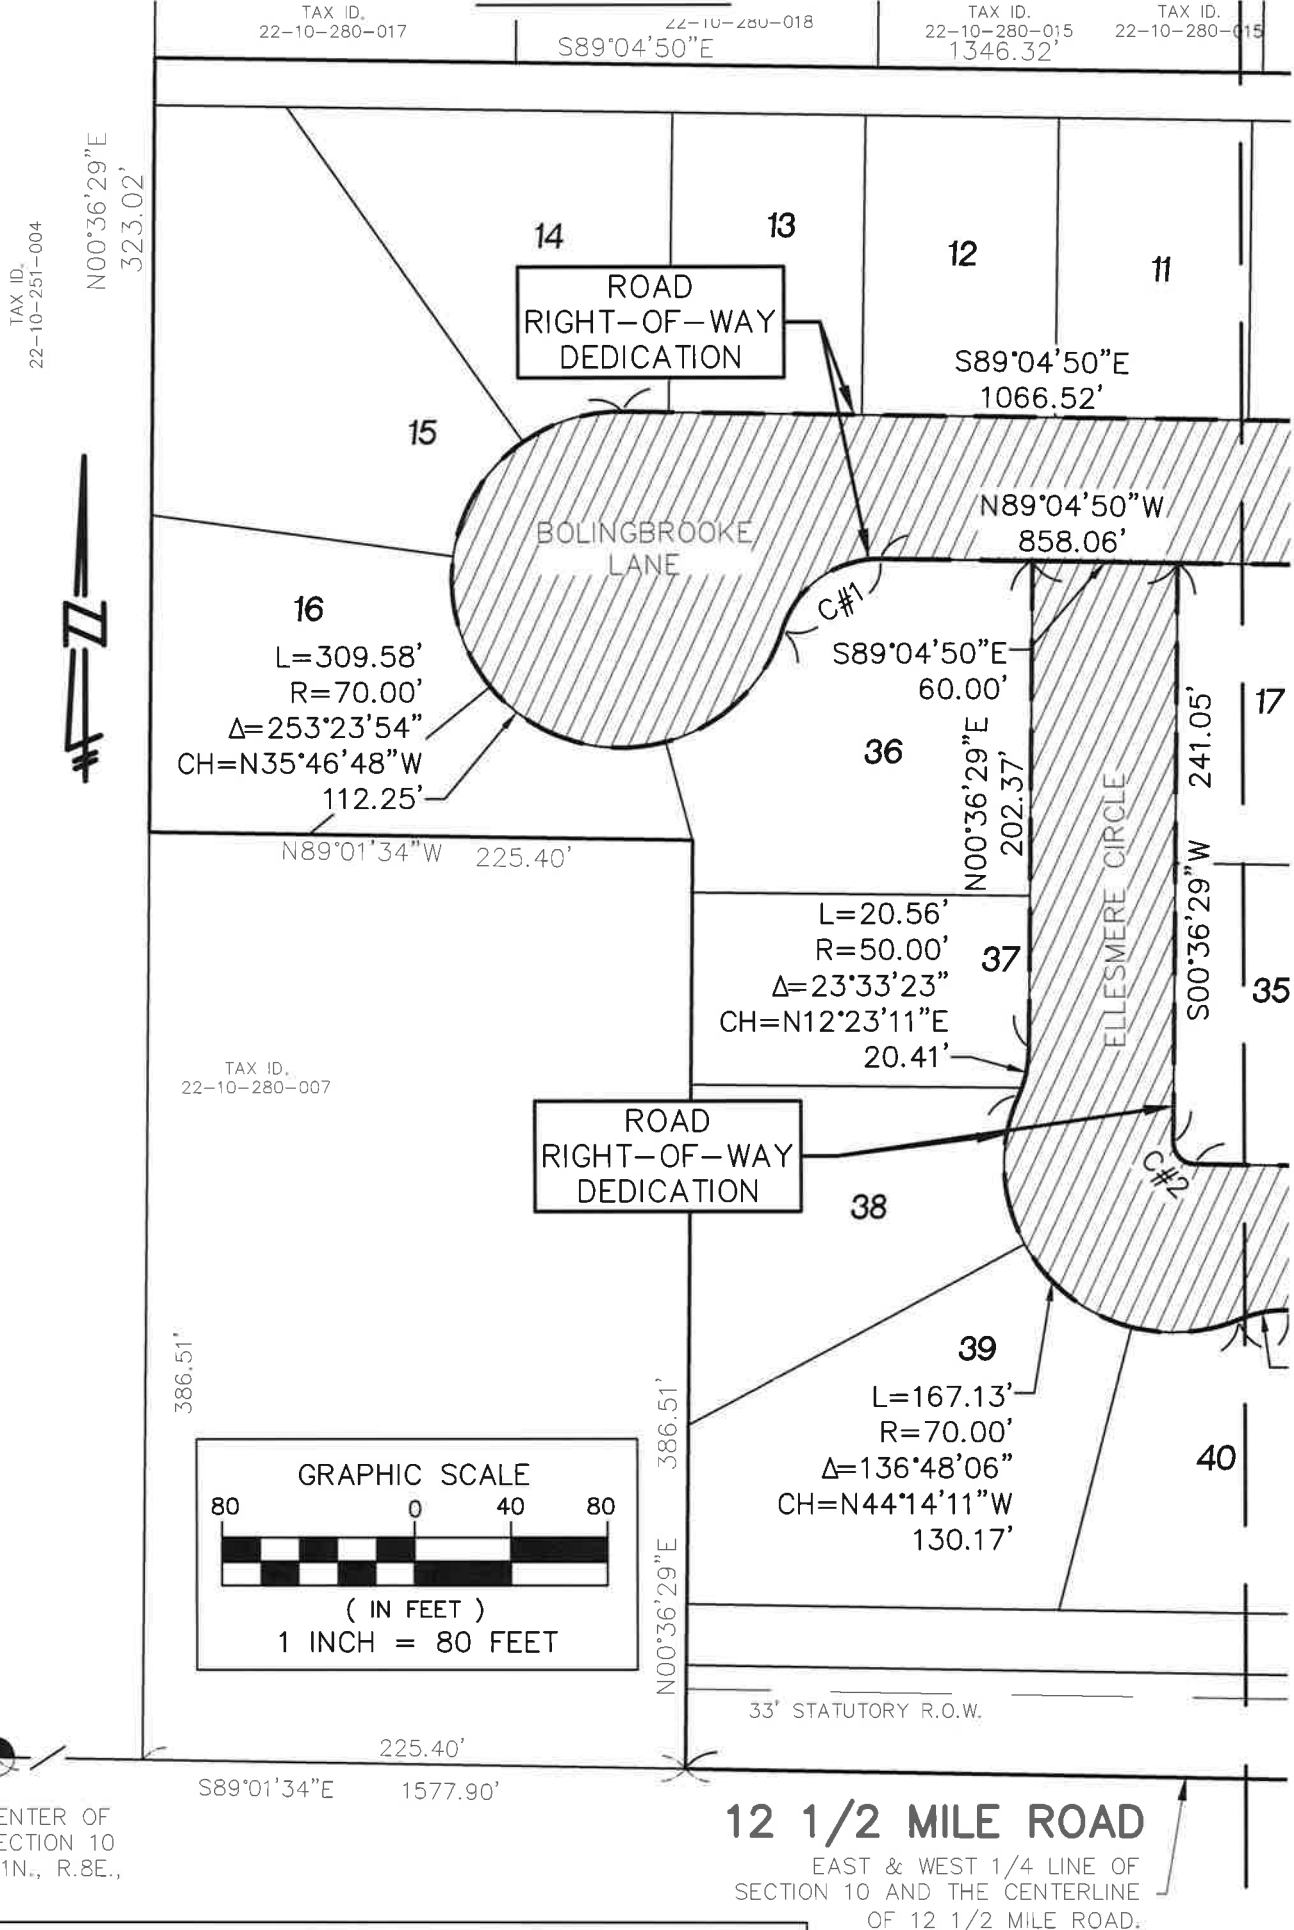 TAX ID.
22-10-280-017
22-10-280-018
S89°04'50"E
TAX ID.
22-10-280-015
1346.32'
TAX ID.
22-10-280-015
N00°36'29"E
323.02'
TAX ID.
22-10-251-004
14
13
12
11
ROAD
RIGHT-OF-WAY
DEDICATION
S89°04'50"E
1066.52'
15
N89°04'50"W
858.06'
BOLINGBROOKE
LANE
C#1
16
L=309.58'
R=70.00'
Δ=253°23'54"
CH=N35°46'48"W
112.25'
S89°04'50"E
60.00'
17
36
N00°36'29"E
202.37'
241.05'
S00°36'29"W
ELLESMERE CIRCLE
N89°01'34"W 225.40'
L=20.56'
R=50.00'
Δ=23°33'23"
CH=N12°23'11"E
20.41'
37
35
TAX ID.
22-10-280-007
ROAD
RIGHT-OF-WAY
DEDICATION
C#2
38
39
L=167.13'
R=70.00'
Δ=136°48'06"
CH=N44°14'11"W
130.17'
40
386.51'
N00°36'29"E 386.51'
GRAPHIC SCALE
80 0 40 80
( IN FEET )
1 INCH = 80 FEET
33' STATUTORY R.O.W.
225.40'
S89°01'34"E 1577.90'
ENTER OF
ECTION 10
1N., R.8E.,
12 1/2 MILE ROAD
EAST & WEST 1/4 LINE OF
SECTION 10 AND THE CENTERLINE
OF 12 1/2 MILE ROAD.